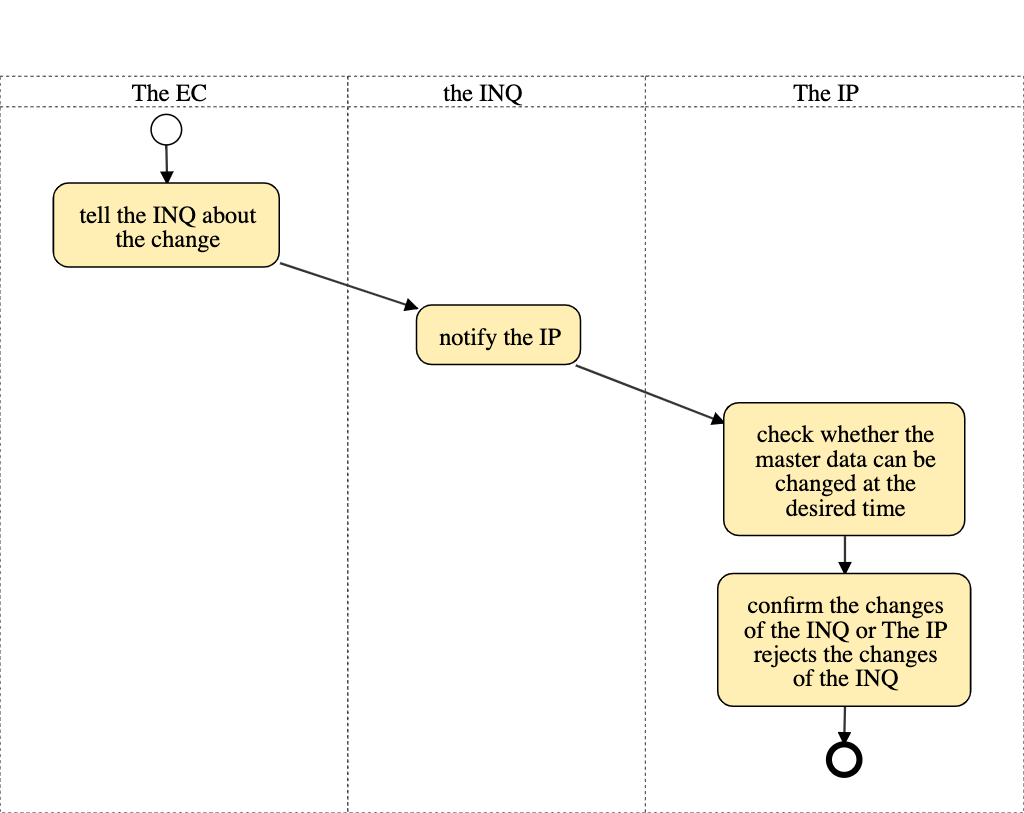 The EC
the INQ
The IP
tell the INQ about
the change
notify the IP
check whether the
master data can be
changed at the
desired time
confirm the changes
of the INQ or The IP
rejects the changes
of the INQ